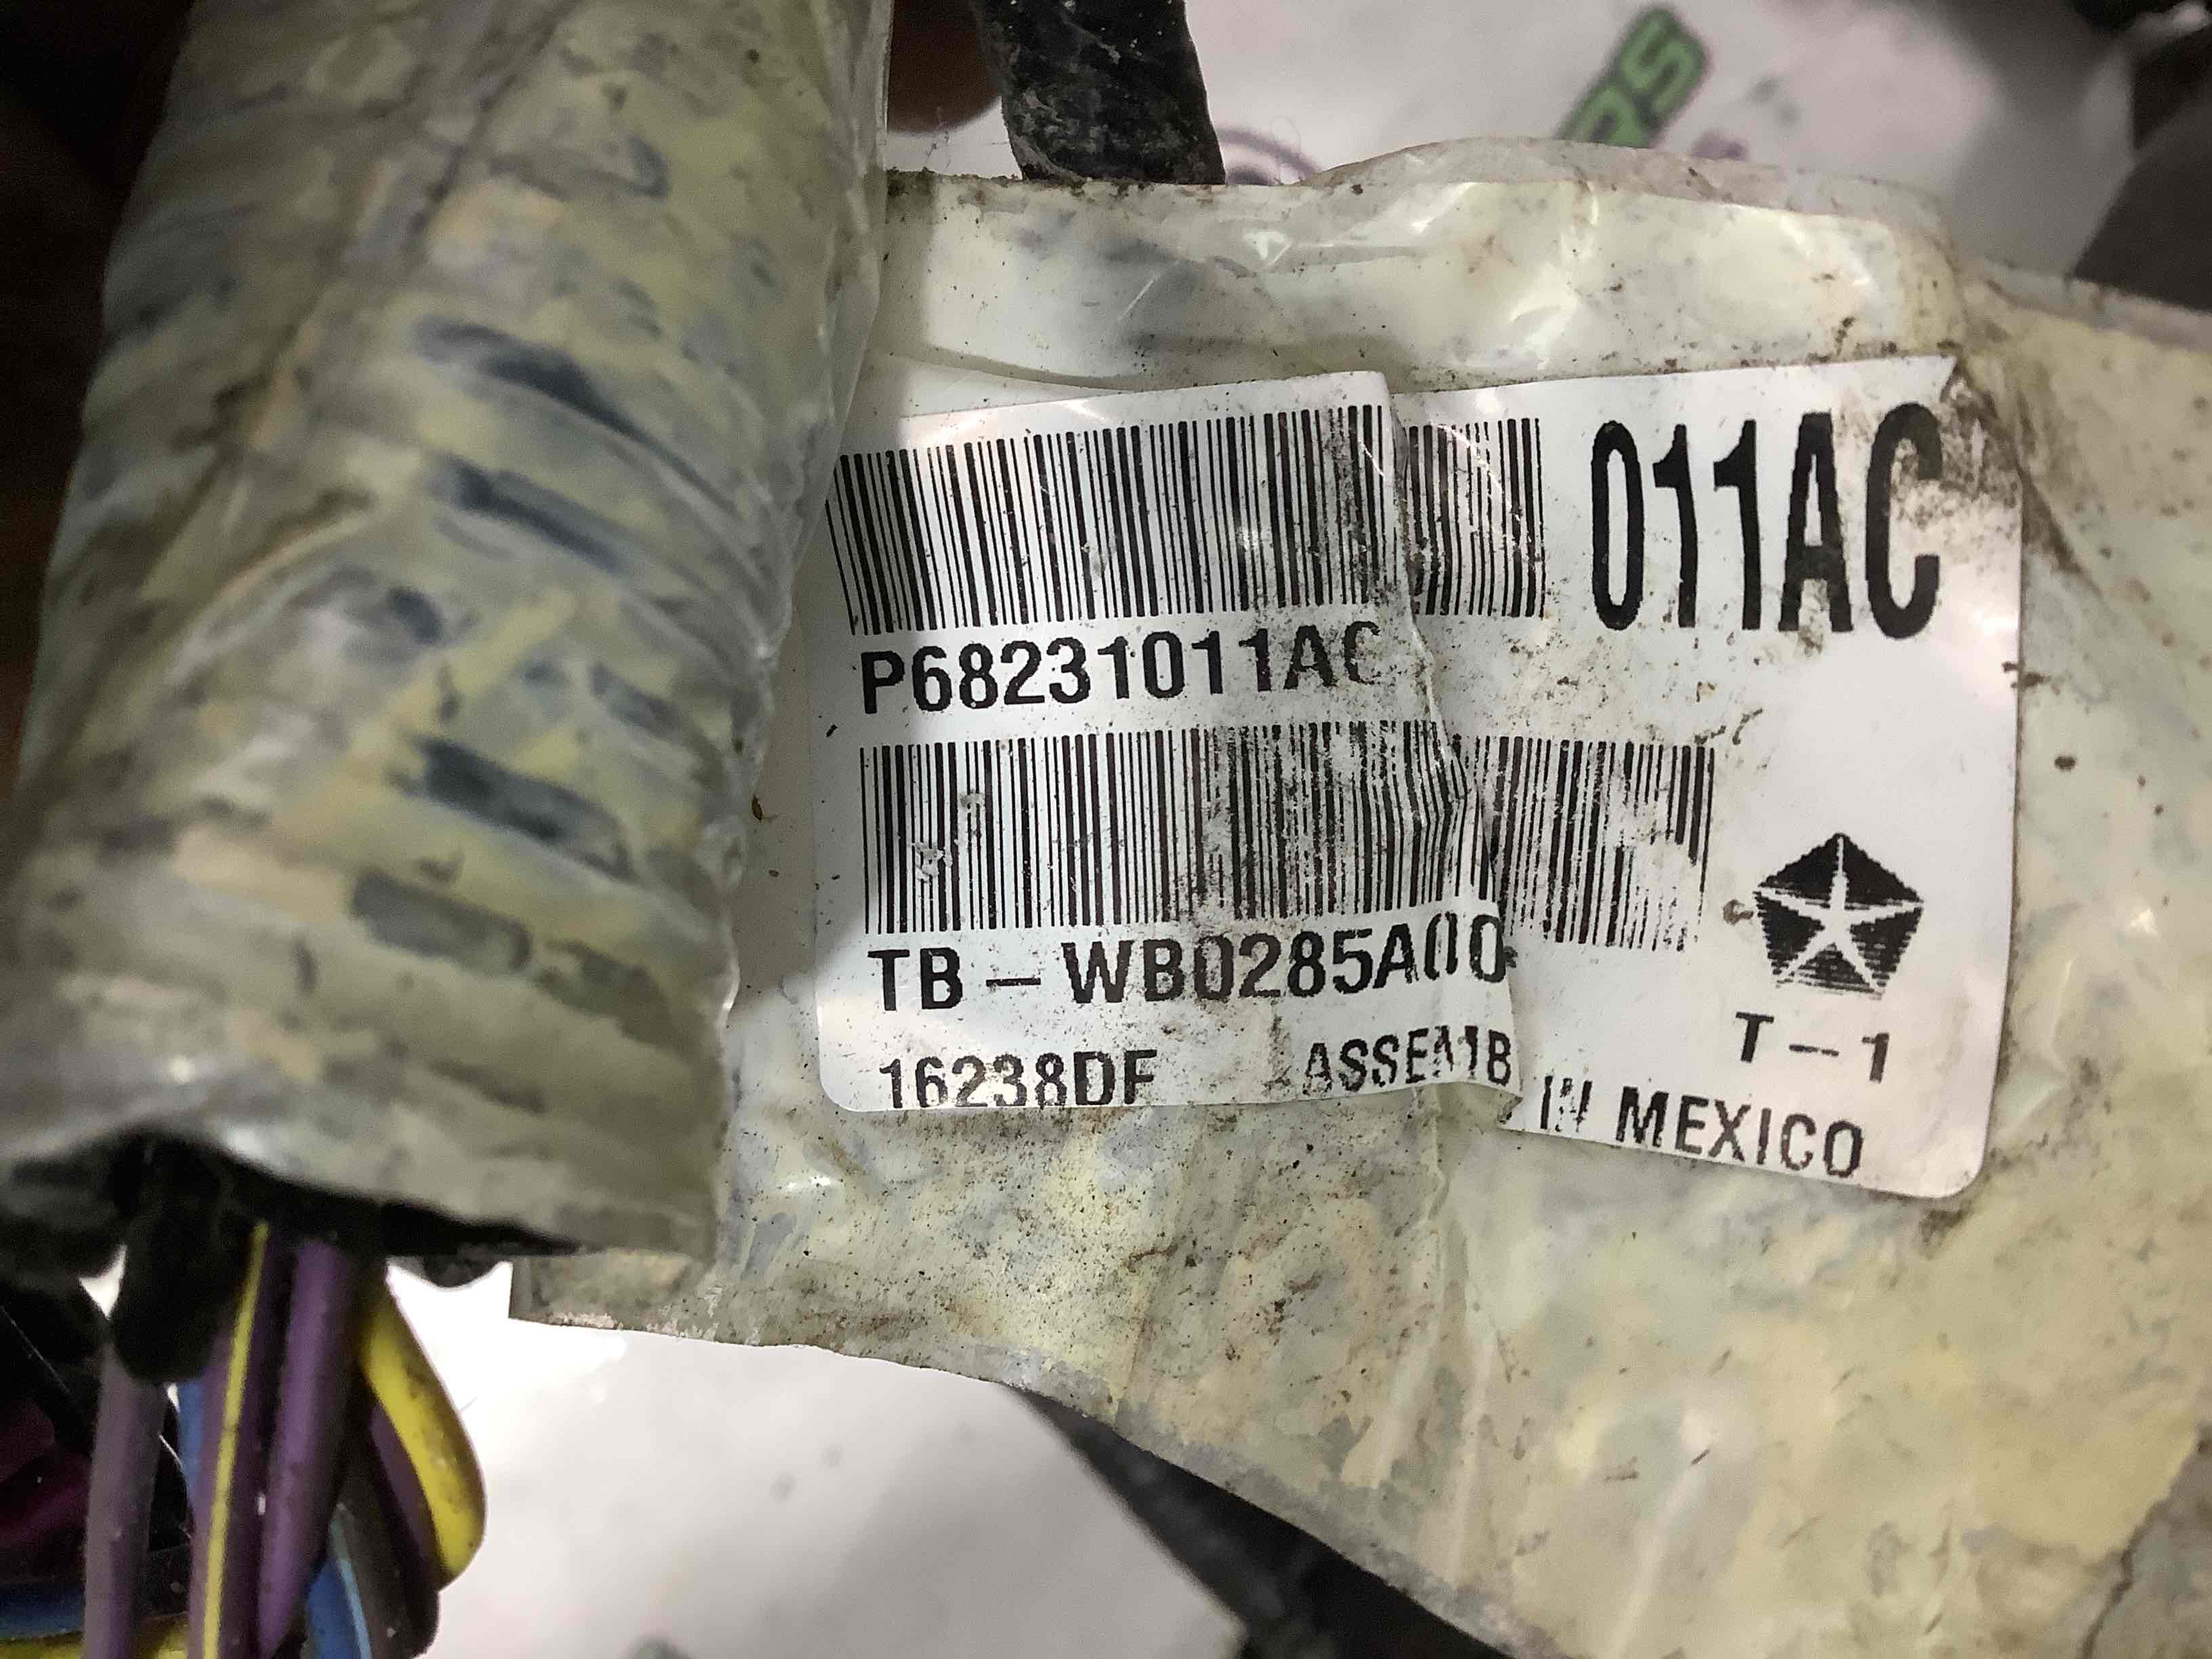 011AC
P68231011AC
TB-WB0285A00
T-1
16238DF ASSEMB IN MEXICO